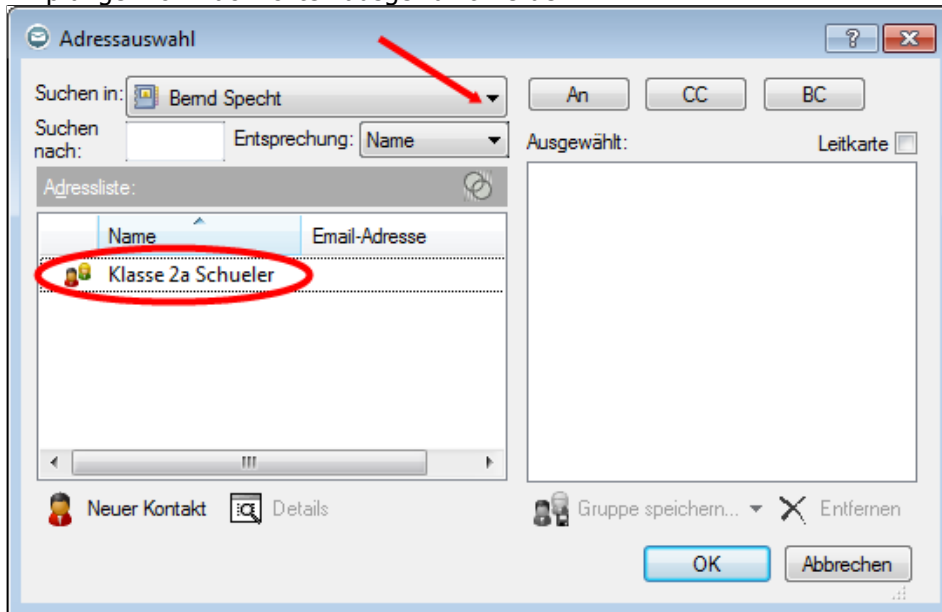 Adressauswahl
Suchen in: Bernd Specht
An CC BC
Suchen nach: Entsprechung: Name
Ausgewählt: Leitkarte
Adressliste:
Name Email-Adresse
Klasse 2a Schueler
Neuer Kontakt Details
Gruppe speichern... Entfernen
OK Abbrechen